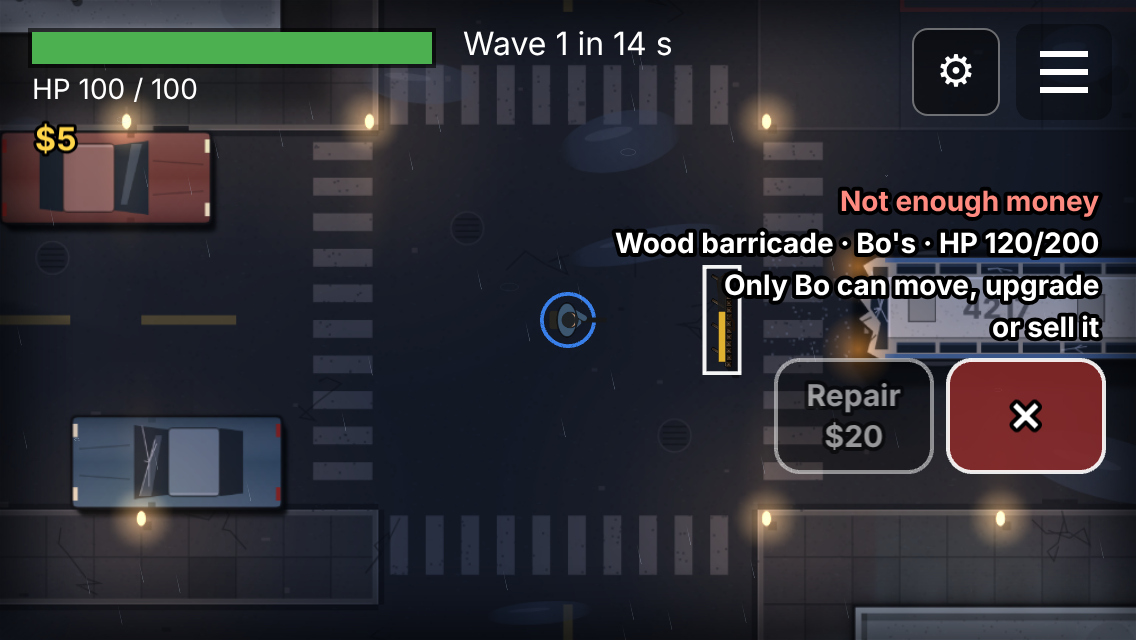 Wave 1 in 14 s
HP 100 / 100
$5
Not enough money
Wood barricade · Bo's · HP 120/200
Only Bo can move, upgrade
or sell it
Repair
$20